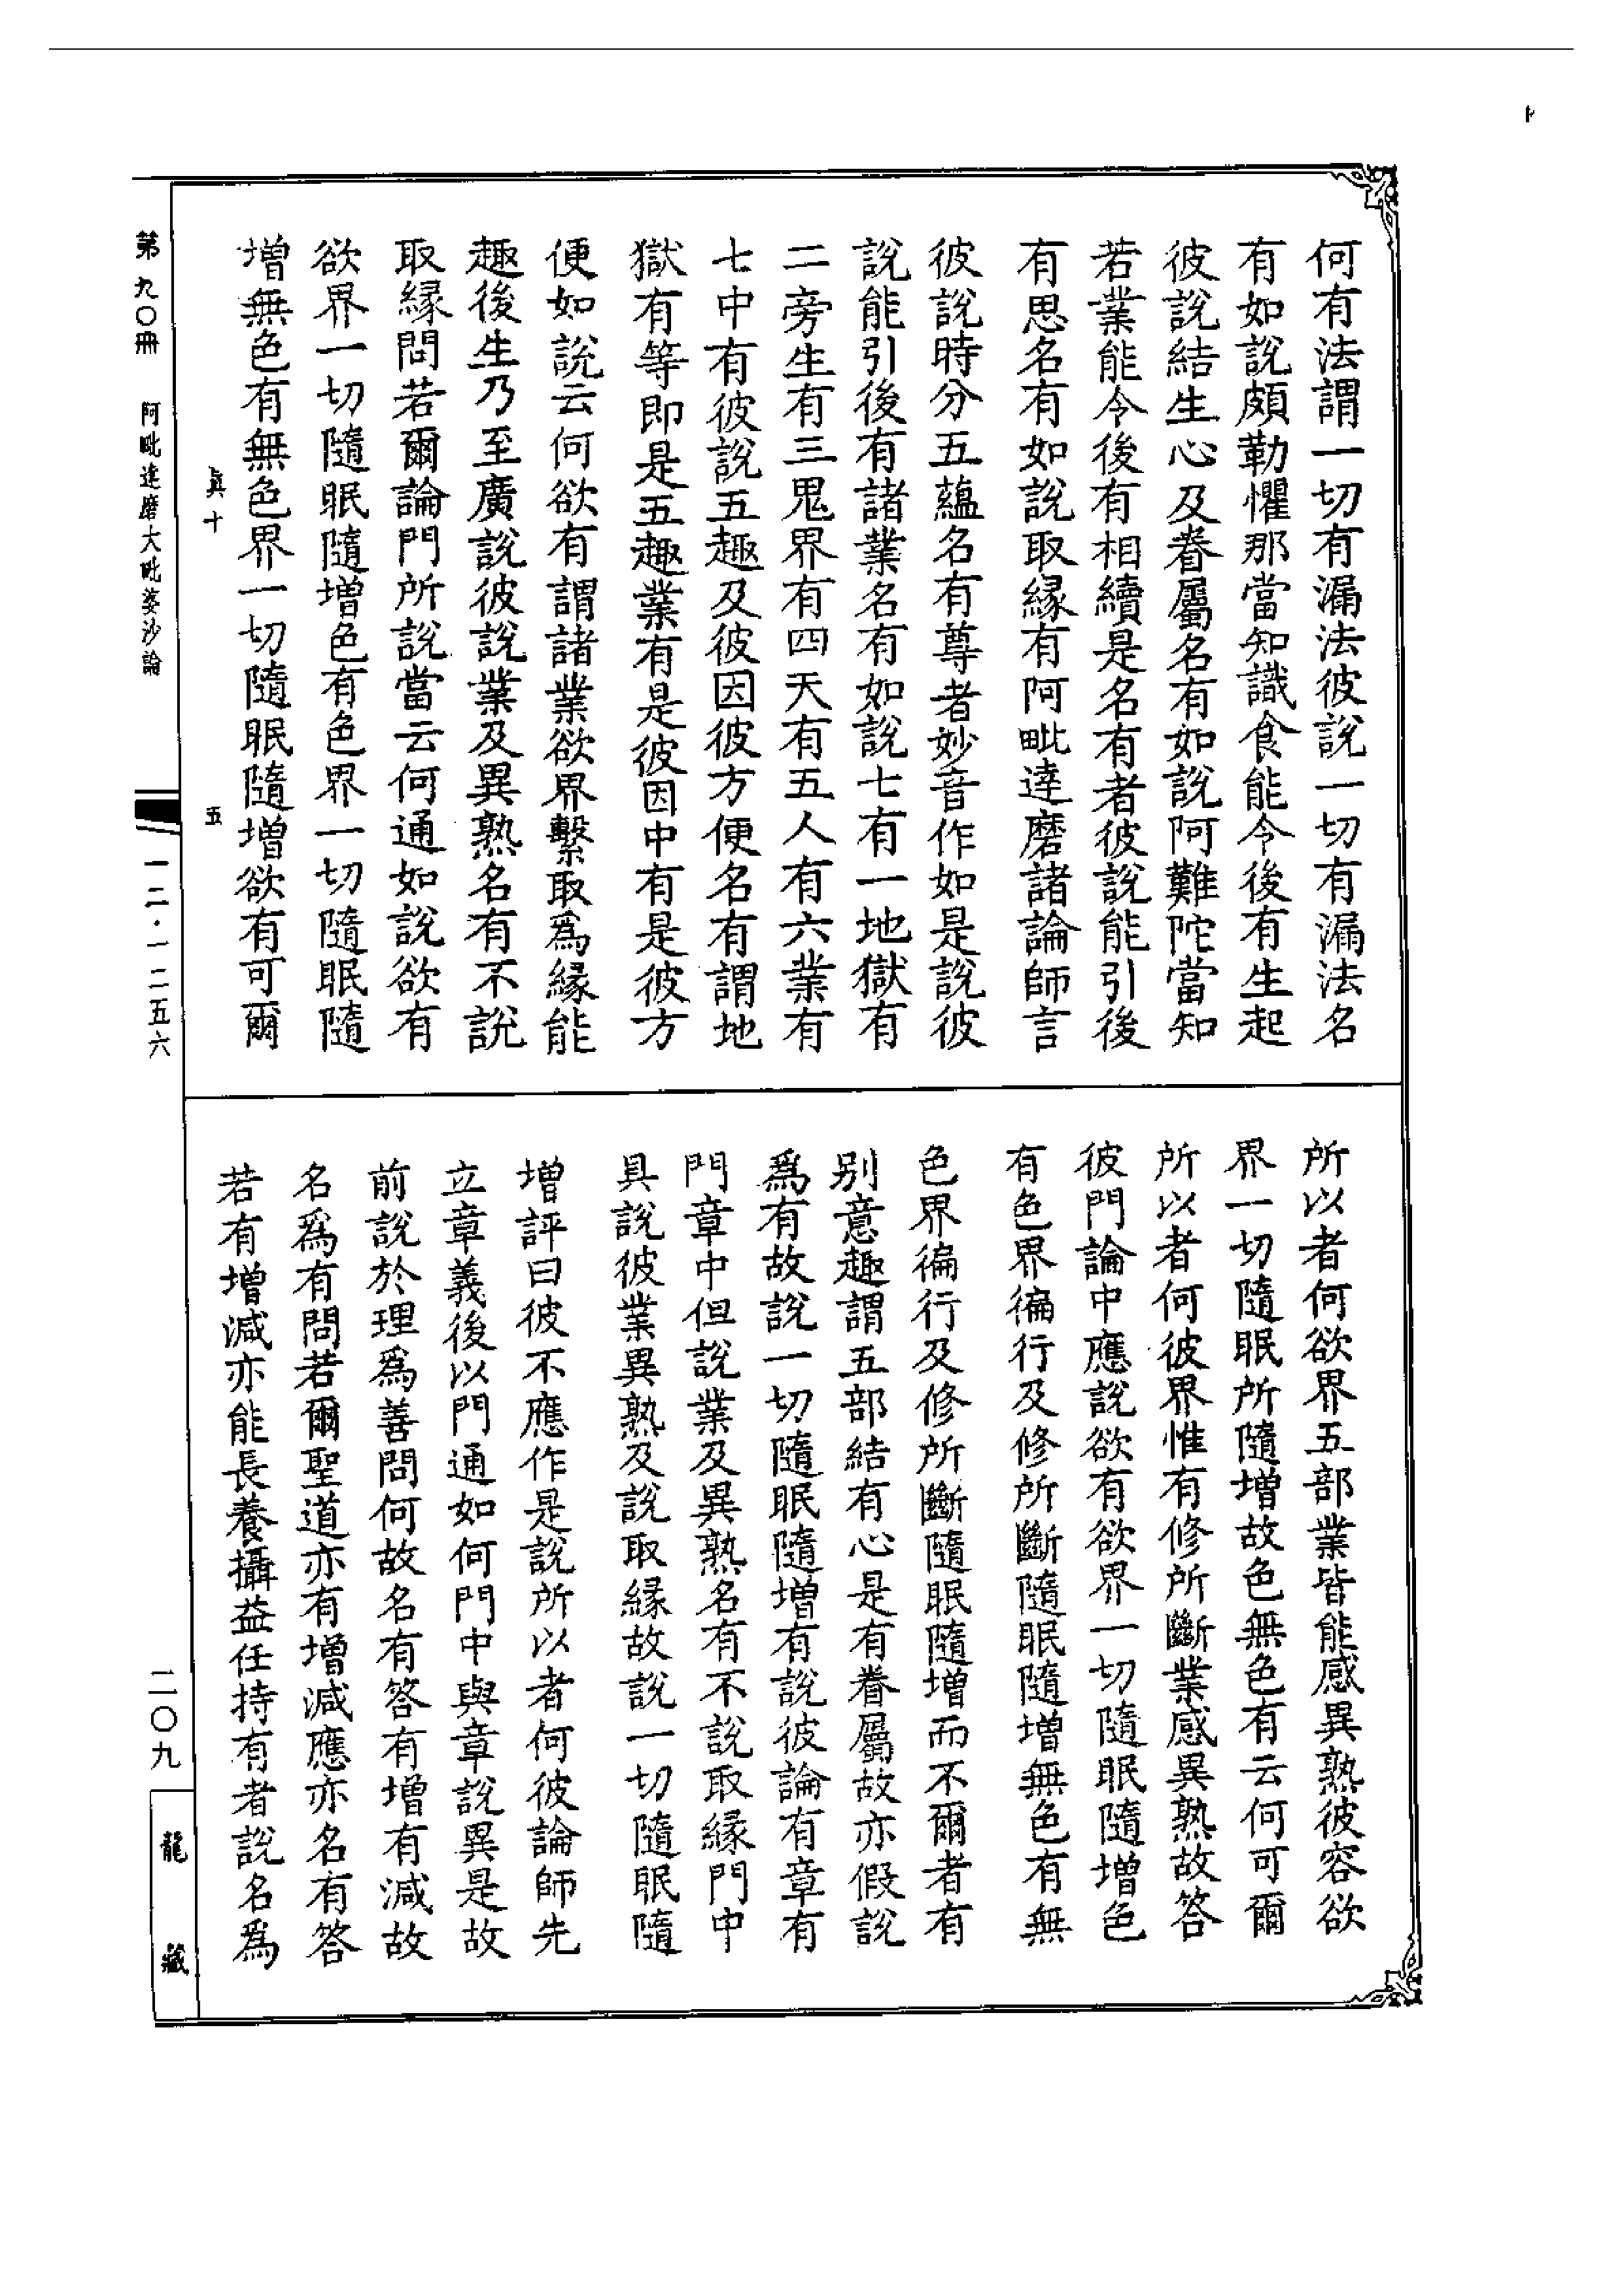 何有法謂一切有漏法彼說一切有漏法名
有如說頗勒懼那當知識食能令後有生起
彼說結生心及眷屬名有如說阿難陀當知
若業能令後有相續是名有者彼說能引後
有思名有如說取緣有阿毗達磨諸論師言
彼說時分五蘊名有尊者妙音作如是說彼
說能引後有諸業名有如說七有一地獄有
二旁生有三鬼界有四天有五人有六業有
七中有彼說五趣及彼因彼方便名有謂地
獄有等即是五趣業有是彼因中有是彼方
便如說云何欲有謂諸業欲界繫取爲緣能
趣後生乃至廣說彼說業及異熟名有不說
取緣問若爾論門所說當云何通如說欲有
欲界一切隨眠隨增色有色界一切隨眠隨
增無色有無色界一切隨眠隨增欲有可爾
所以者何欲界五部業皆能感異熟彼容欲
界一切隨眠所隨增故色無色有云何可爾
所以者何彼界惟有修所斷業感異熟故答
彼門論中應說欲有欲界一切隨眠隨增色
有色界徧行及修所斷隨眠隨增無色有無
色界徧行及修所斷隨眠隨增而不爾者有
別意趣謂五部結有心是有眷屬故亦假說
爲有故說一切隨眠隨增有說彼論有章有
門章中但說業及異熟名有不說取緣門中
具說彼業異熟及說取緣故說一切隨眠隨
增評曰彼不應作是說所以者何彼論師先
立章義後以門通如何門中與章說異是故
前說於理爲善問何故名有答有增有減故
名爲有問若爾聖道亦有增減應亦名有答
若有增減亦能長養攝益任持有者說名爲
眞十 五
第九〇冊 阿毗達磨大毗婆沙論 一二·一二五六 二〇九
龍藏